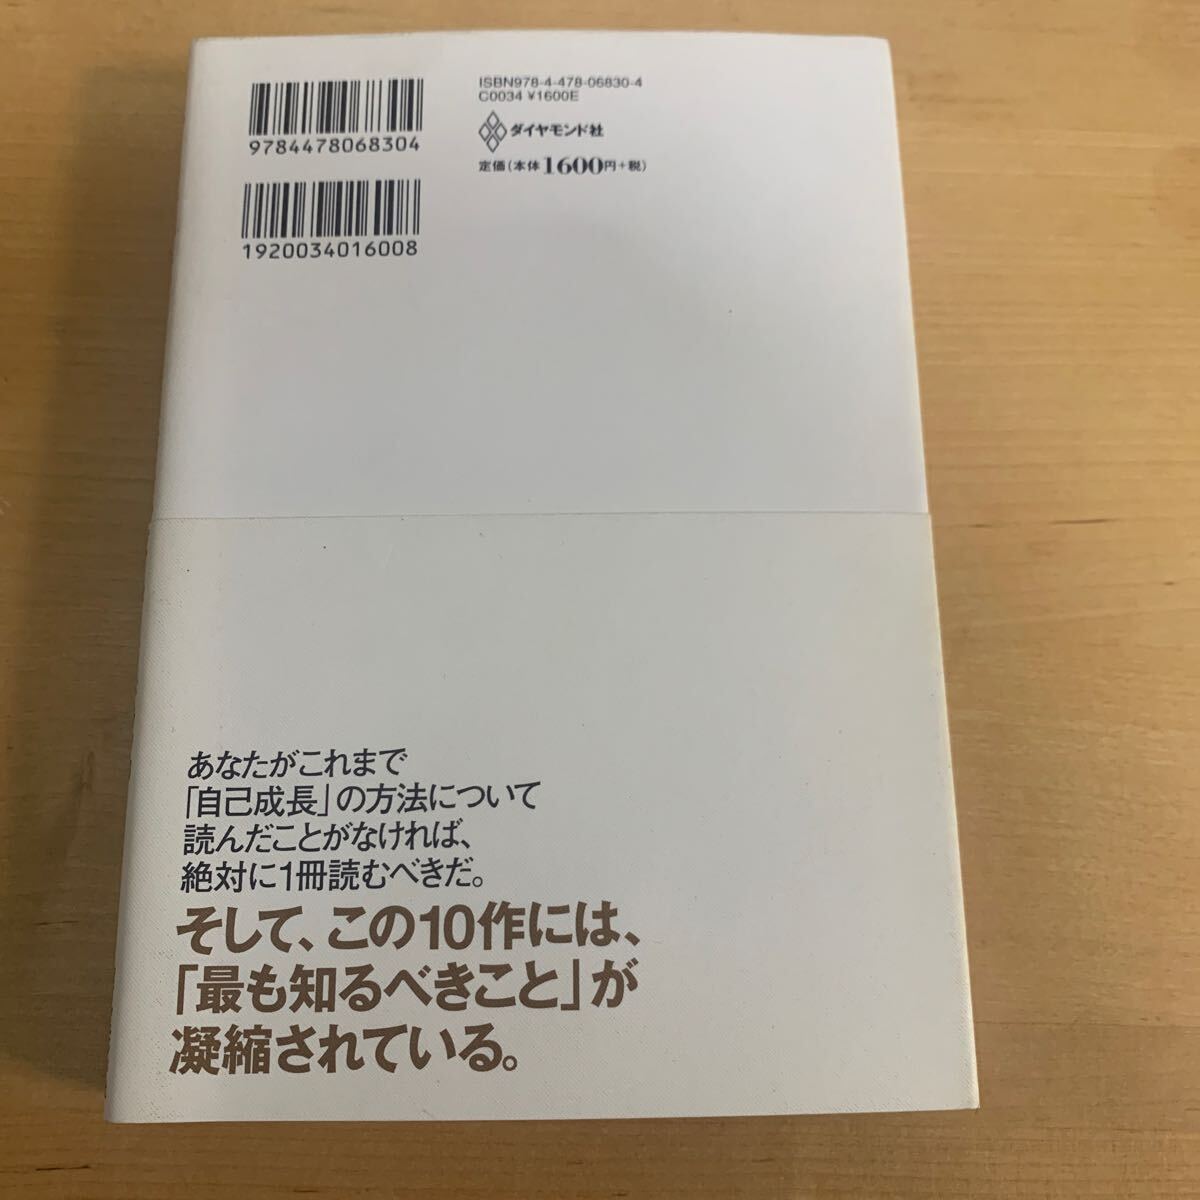 9784478068304
1920034016008
ISBN978-4-478-06830-4
C0034 ¥1600E
ダイヤモンド社
定価(本体1600円+税)
あなたがこれまで
「自己成長」の方法について
読んだことがなければ、
絶対に1冊読むべきだ。
そして、この10作には、
「最も知るべきこと」が
凝縮されている。